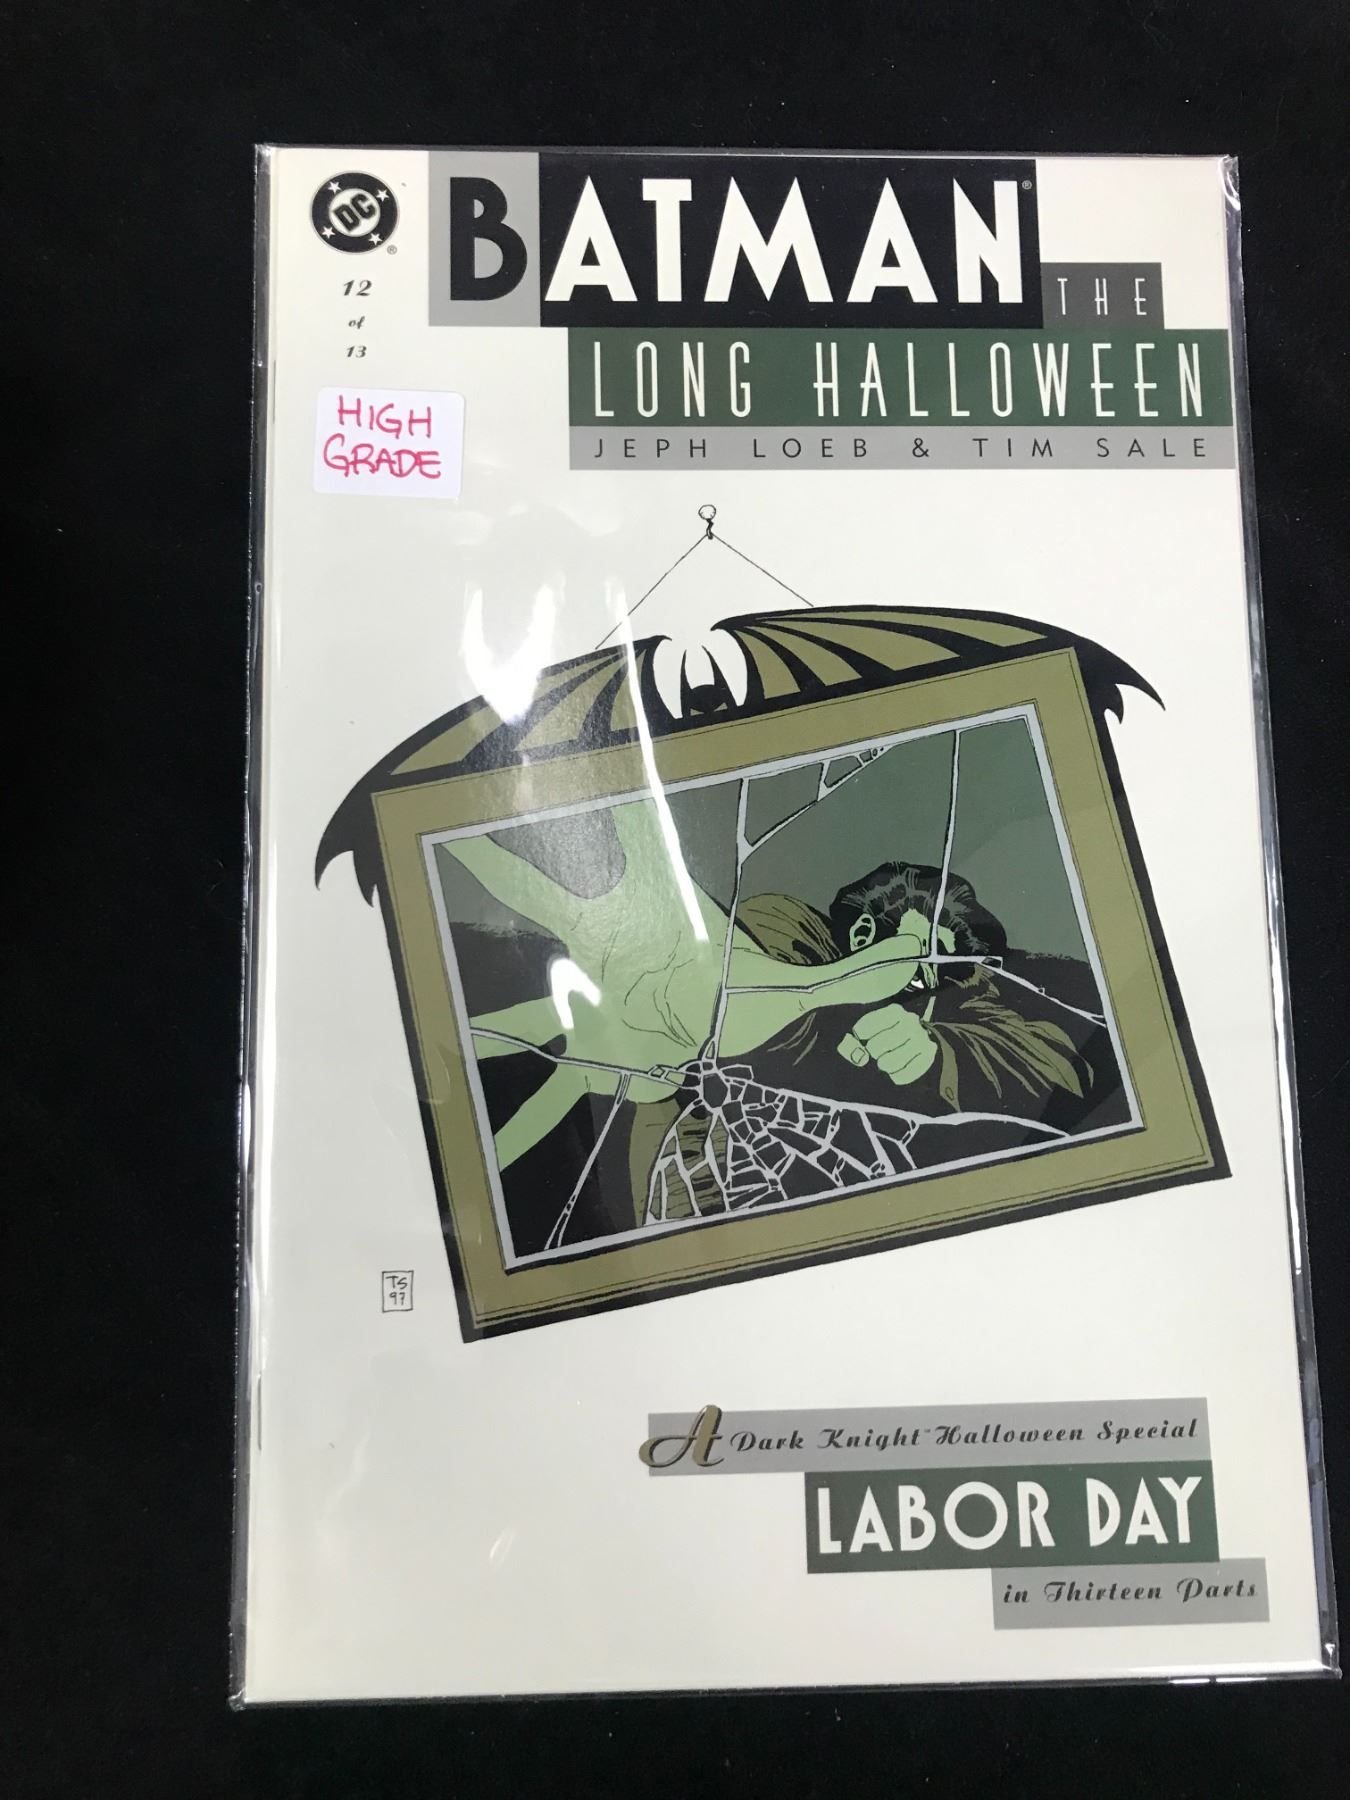 DC
®
BATMAN®
THE
LONG HALLOWEEN
JEPH LOEB & TIM SALE
12
of
13
HIGH
GRADE
TS
97
A Dark Knight™ Halloween Special
LABOR DAY
in Thirteen Parts